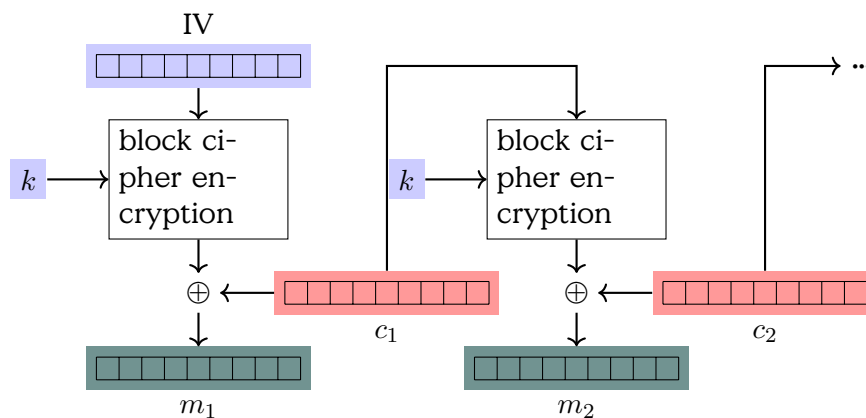 IV
block ci-
pher en-
cryption
k
block ci-
pher en-
cryption
k
..
⊕
⊕
c₁
c₂
m₁
m₂